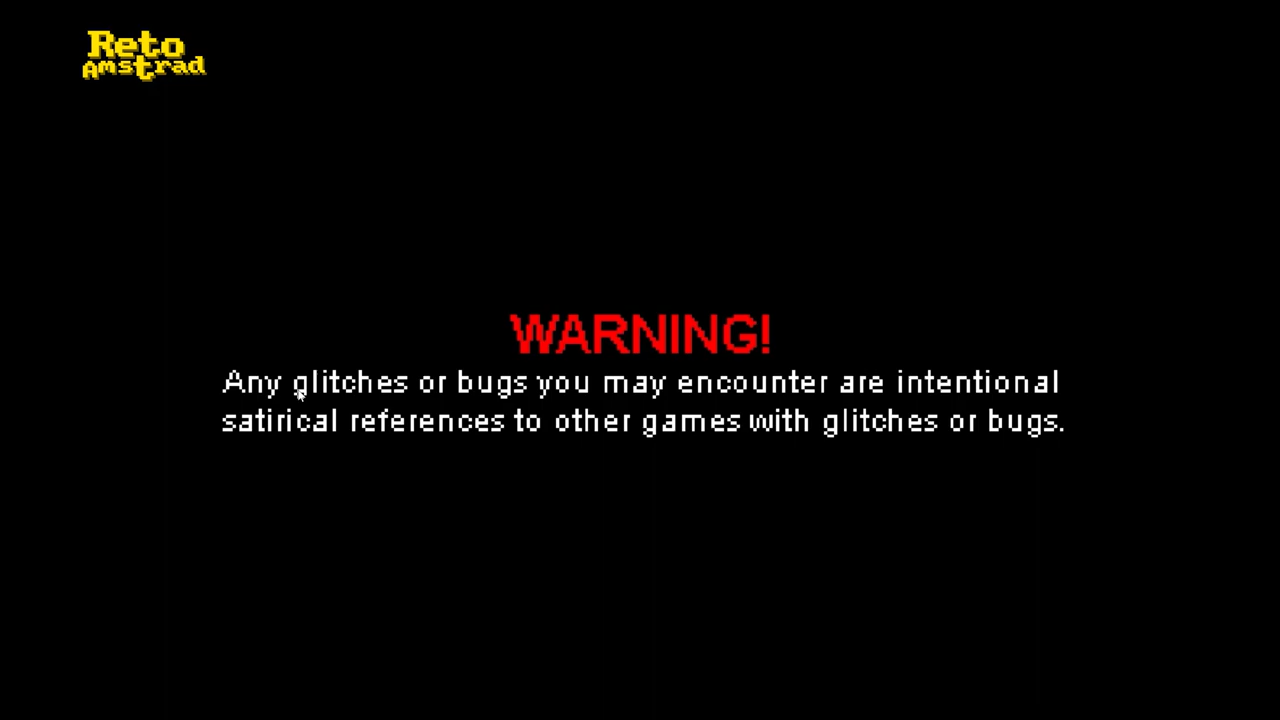 Reto
Amstrad
WARNING!
Any glitches or bugs you may encounter are intentional
satirical references to other games with glitches or bugs.